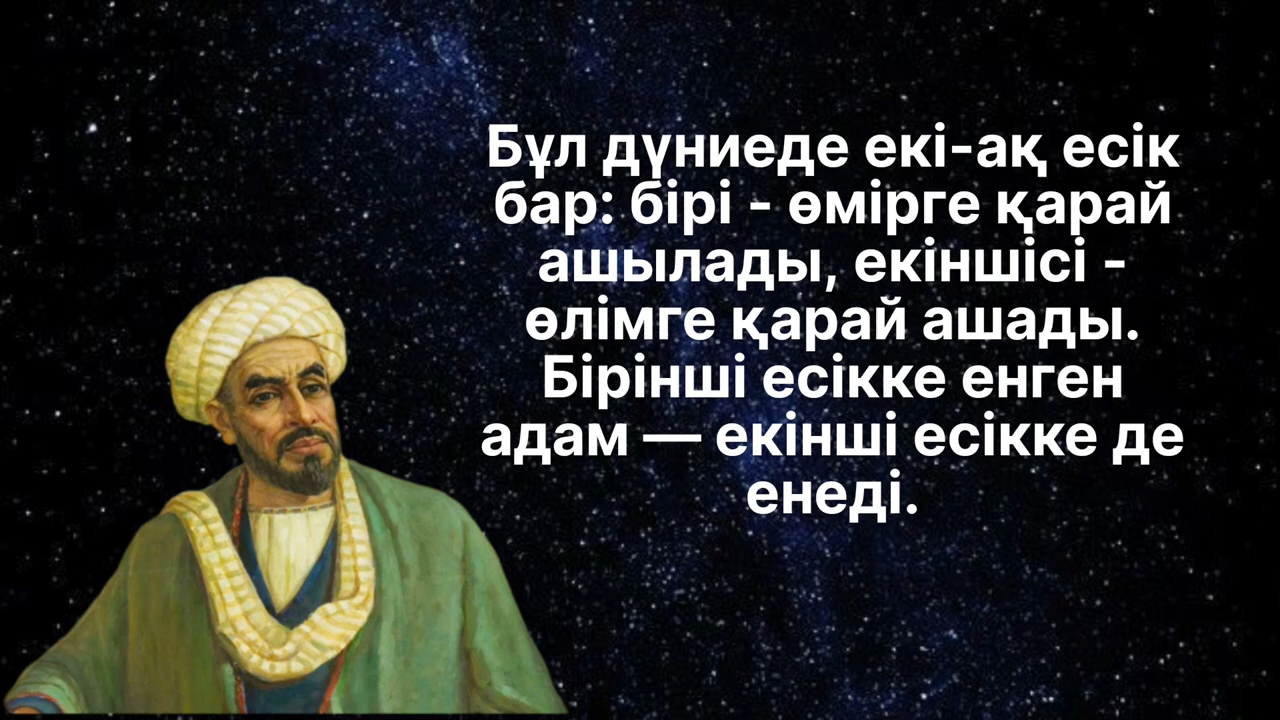 Бұл дүниеде екі-ақ есік
бар: бірі - өмірге қарай
ашылады, екіншісі -
өлімге қарай ашады.
Бірінші есікке енген
адам — екінші есікке де
енеді.